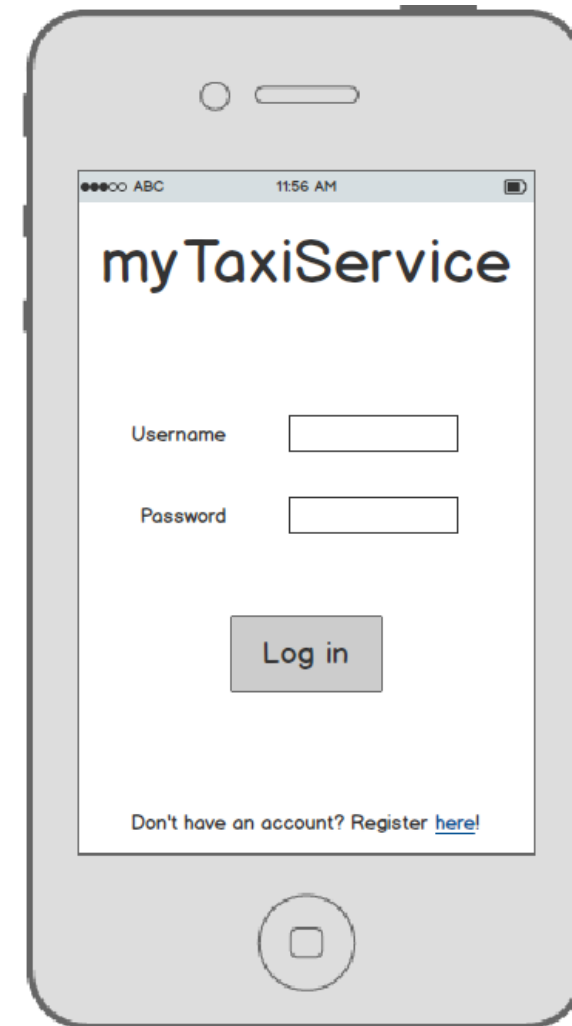 ABC 11:56 AM
myTaxiService
Username
Password
Log in
Don't have an account? Register here!